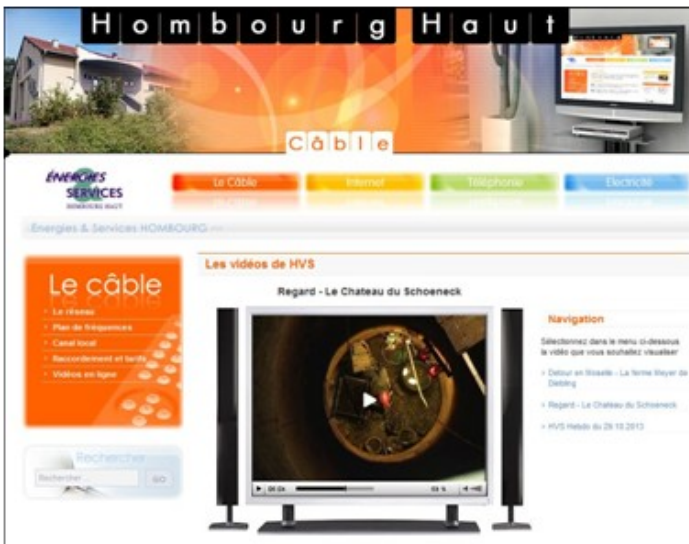 Hombourg Haut
Câble
ÉNERGIES
SERVICES
HOMBOURG HAUT
Le Câble
Internet
Téléphonie
Electricité
Energies & Services HOMBOURG
Le câble
Le réseau
Plan de fréquences
Canal local
Raccordement et tarifs
Vidéos en ligne
Rechercher
Rechercher ...
GO
Les vidéos de HVS
Regard - Le Chateau du Schoeneck
Navigation
Sélectionnez dans le menu ci-dessous
la vidéo que vous souhaitez visualiser
Detour en Moselle - La ferme Meyer de
Diebling
Regard - Le Chateau du Schoeneck
HVS Hebdo du 26.10.2013